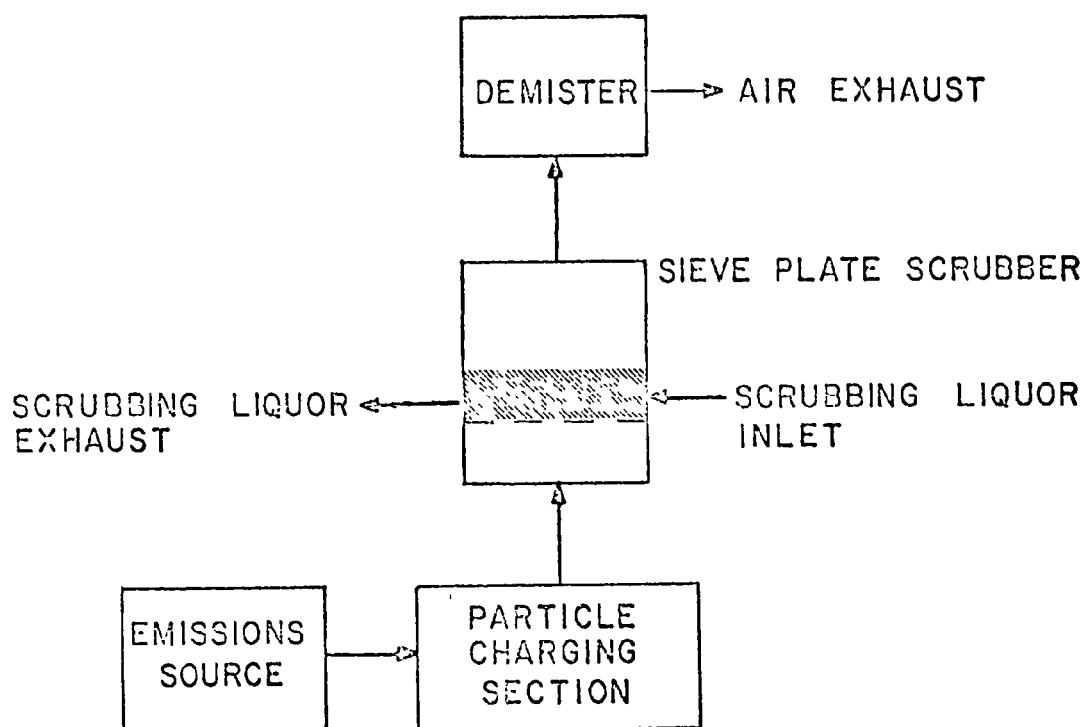 DEMISTER
AIR EXHAUST
SIEVE PLATE SCRUBBER
SCRUBBING LIQUOR
EXHAUST
SCRUBBING LIQUOR
INLET
EMISSIONS
SOURCE
PARTICLE
CHARGING
SECTION